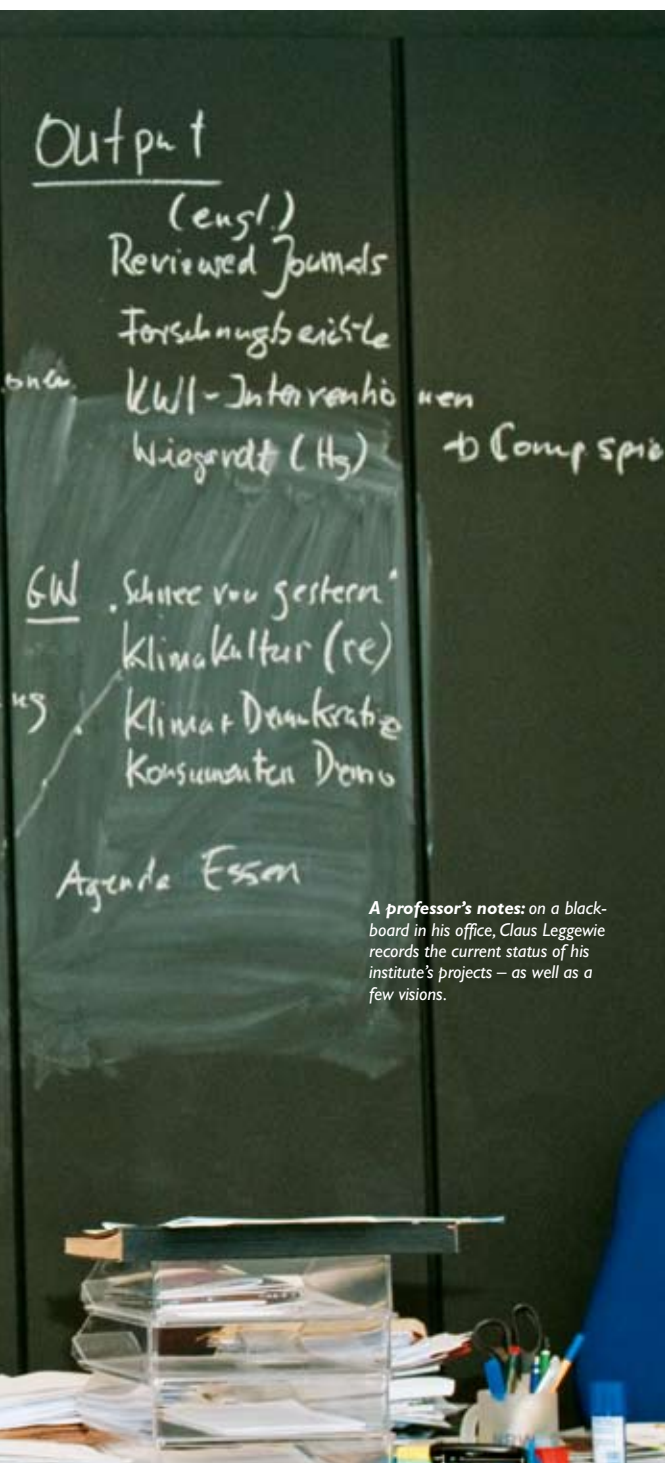 Output
(engl.)
Reviewed Journals
Forschungberichte
KWI-Interventionen
Wiegardt (Hg) → Comp spie
GW „Schnee von gestern“
KlimaKultur (re)
Klima + Demokratie
Konsumenten Demo
Agenda Essen
A professor’s notes: on a black-
board in his office, Claus Leggewie
records the current status of his
institute’s projects – as well as a
few visions.